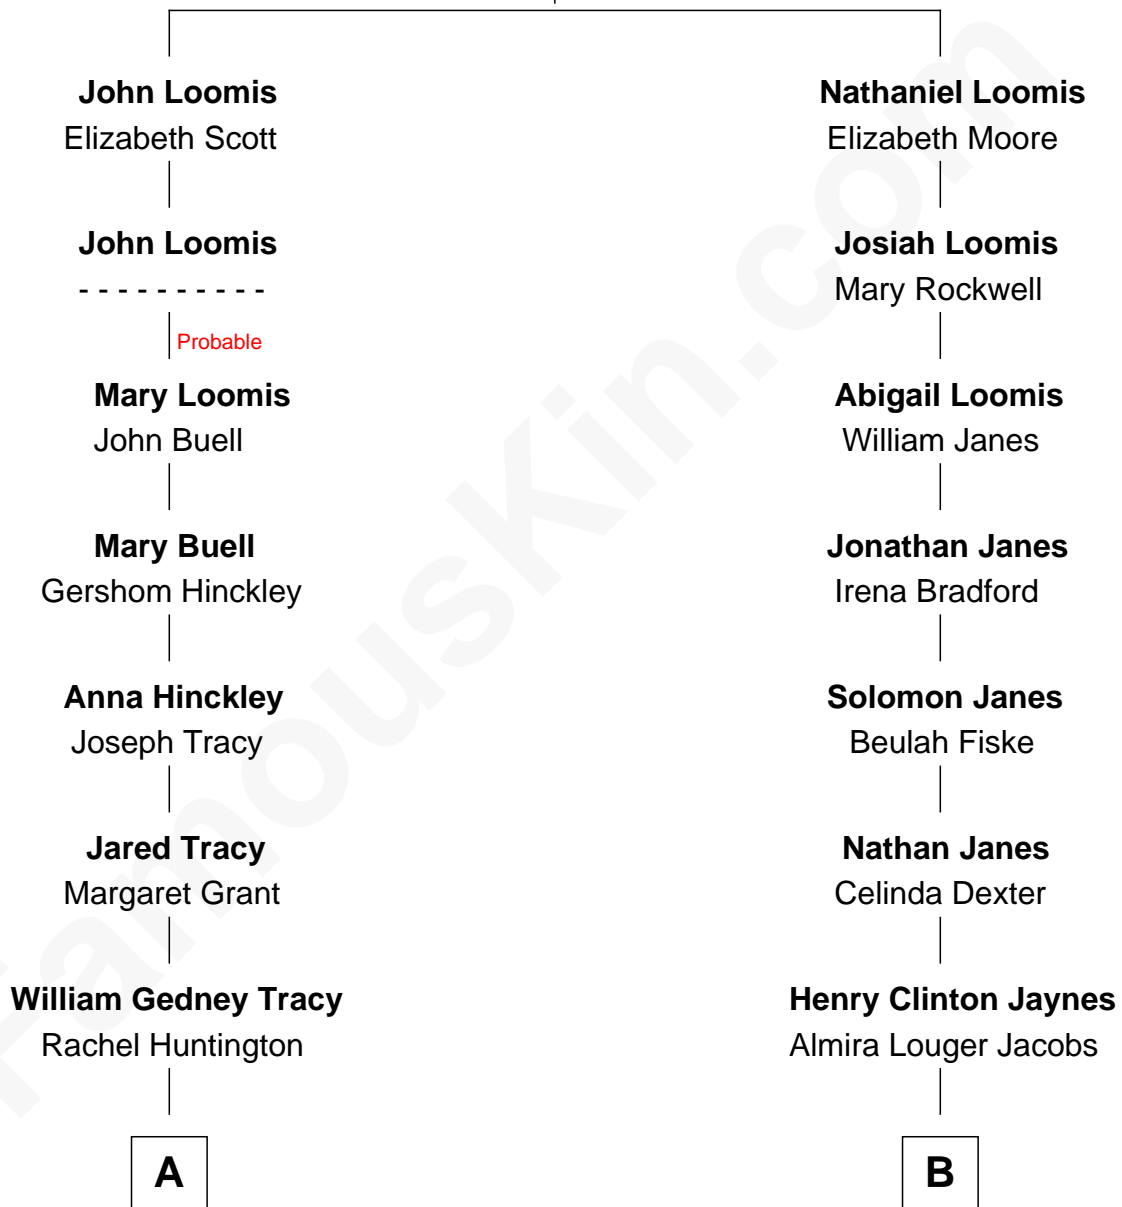 John Loomis
Elizabeth Scott
John Loomis
- - - - - - - - - -
Probable
Mary Loomis
John Buell
Mary Buell
Gershom Hinckley
Anna Hinckley
Joseph Tracy
Jared Tracy
Margaret Grant
William Gedney Tracy
Rachel Huntington
A
Nathaniel Loomis
Elizabeth Moore
Josiah Loomis
Mary Rockwell
Abigail Loomis
William Janes
Jonathan Janes
Irena Bradford
Solomon Janes
Beulah Fiske
Nathan Janes
Celinda Dexter
Henry Clinton Jaynes
Almira Louger Jacobs
B
FamousKin.com